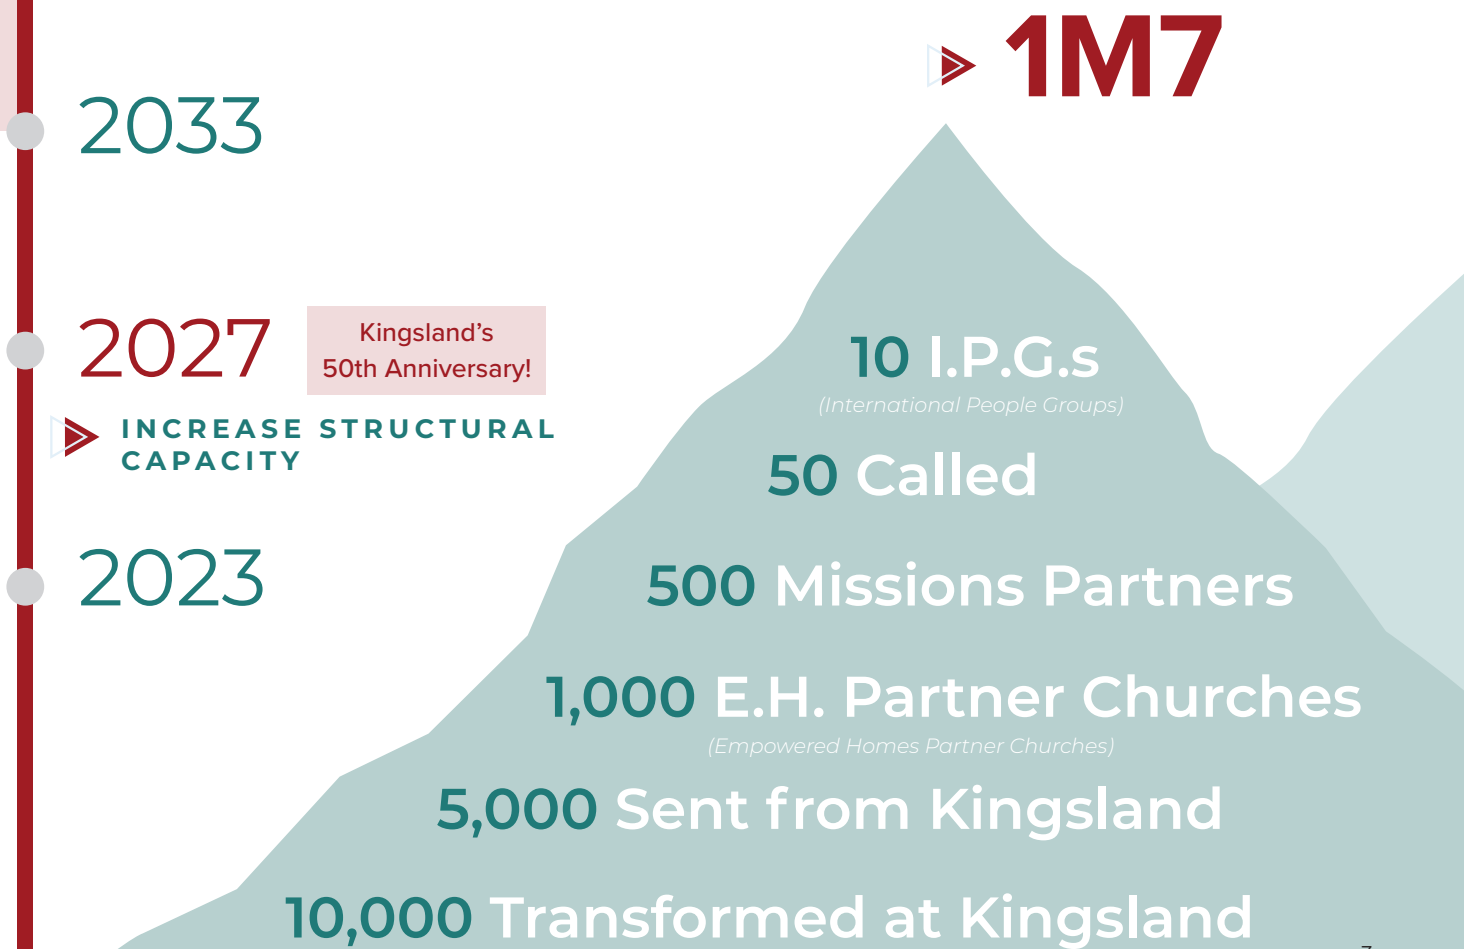 1M7
2033
2027
Kingsland’s
50th Anniversary!
INCREASE STRUCTURAL
CAPACITY
2023
10 I.P.G.s
(International People Groups)
50 Called
500 Missions Partners
1,000 E.H. Partner Churches
(Empowered Homes Partner Churches)
5,000 Sent from Kingsland
10,000 Transformed at Kingsland